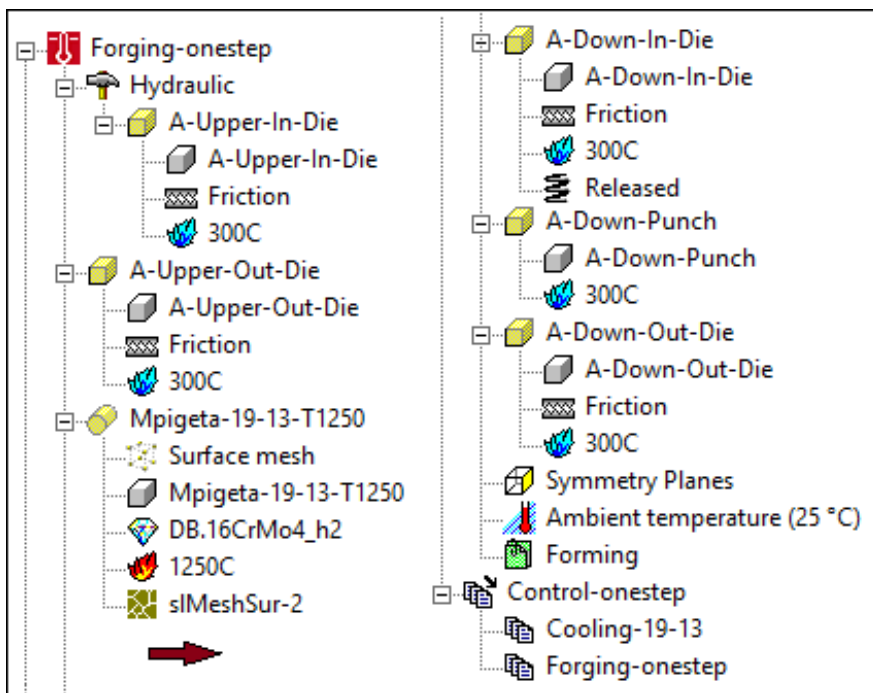 Forging-onestep
Hydraulic
A-Upper-In-Die
A-Upper-In-Die
Friction
300C
A-Upper-Out-Die
A-Upper-Out-Die
Friction
300C
Mpigeta-19-13-T1250
Surface mesh
Mpigeta-19-13-T1250
DB.16CrMo4_h2
1250C
slMeshSur-2
A-Down-In-Die
A-Down-In-Die
Friction
300C
Released
A-Down-Punch
A-Down-Punch
300C
A-Down-Out-Die
A-Down-Out-Die
Friction
300C
Symmetry Planes
Ambient temperature (25 °C)
Forming
Control-onestep
Cooling-19-13
Forging-onestep